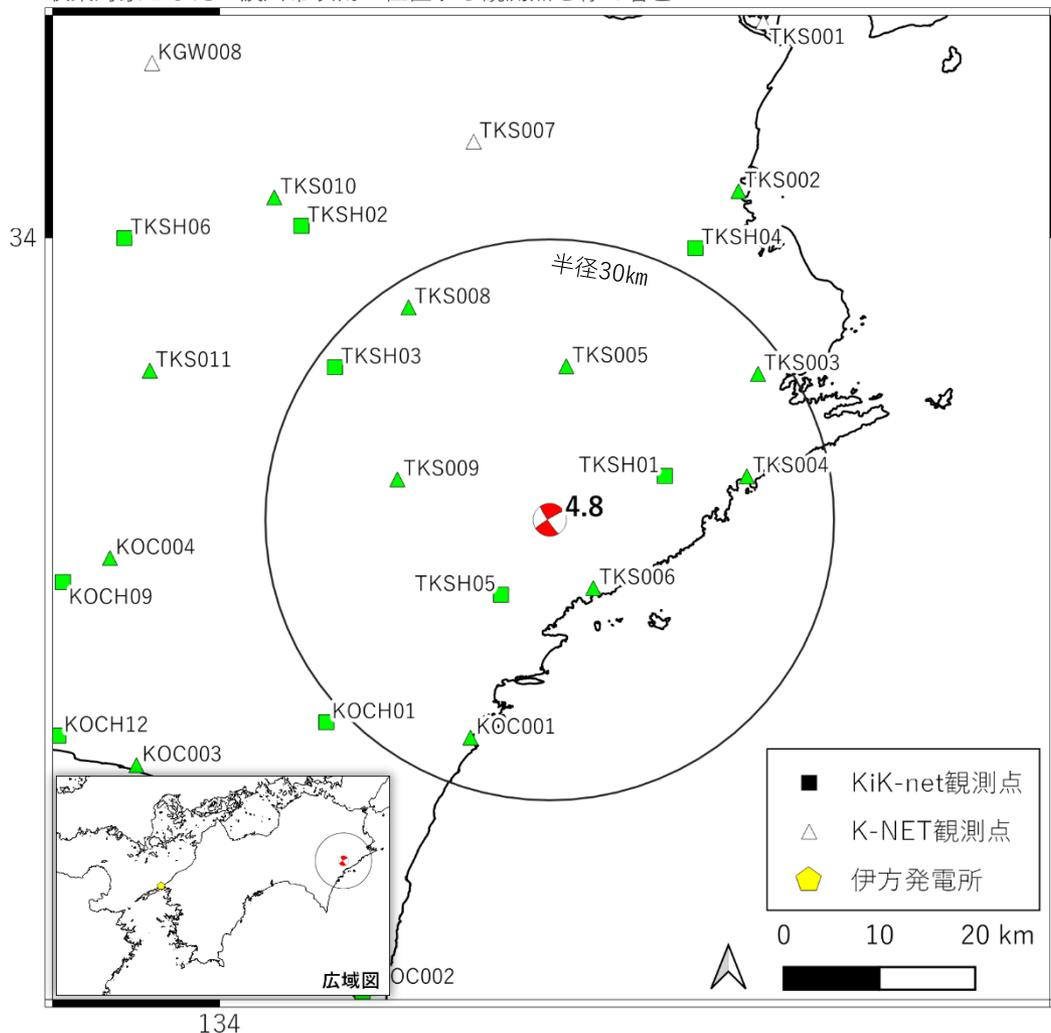 TKS001
KGW008
TKS007
TKS010
TKS002
TKSH02
TKSH06
34
TKSH04
半径30km
TKS008
TKSH03
TKS005
TKS003
TKS011
TKS009
TKSH01
TKS004
4.8
KOC004
TKSH05
TKS006
KOCH09
KOCH01
KOCH12
KOC001
KOC003
KiK-net観測点
K-NET観測点
伊方発電所
0 10 20 km
広域図
OC002
134